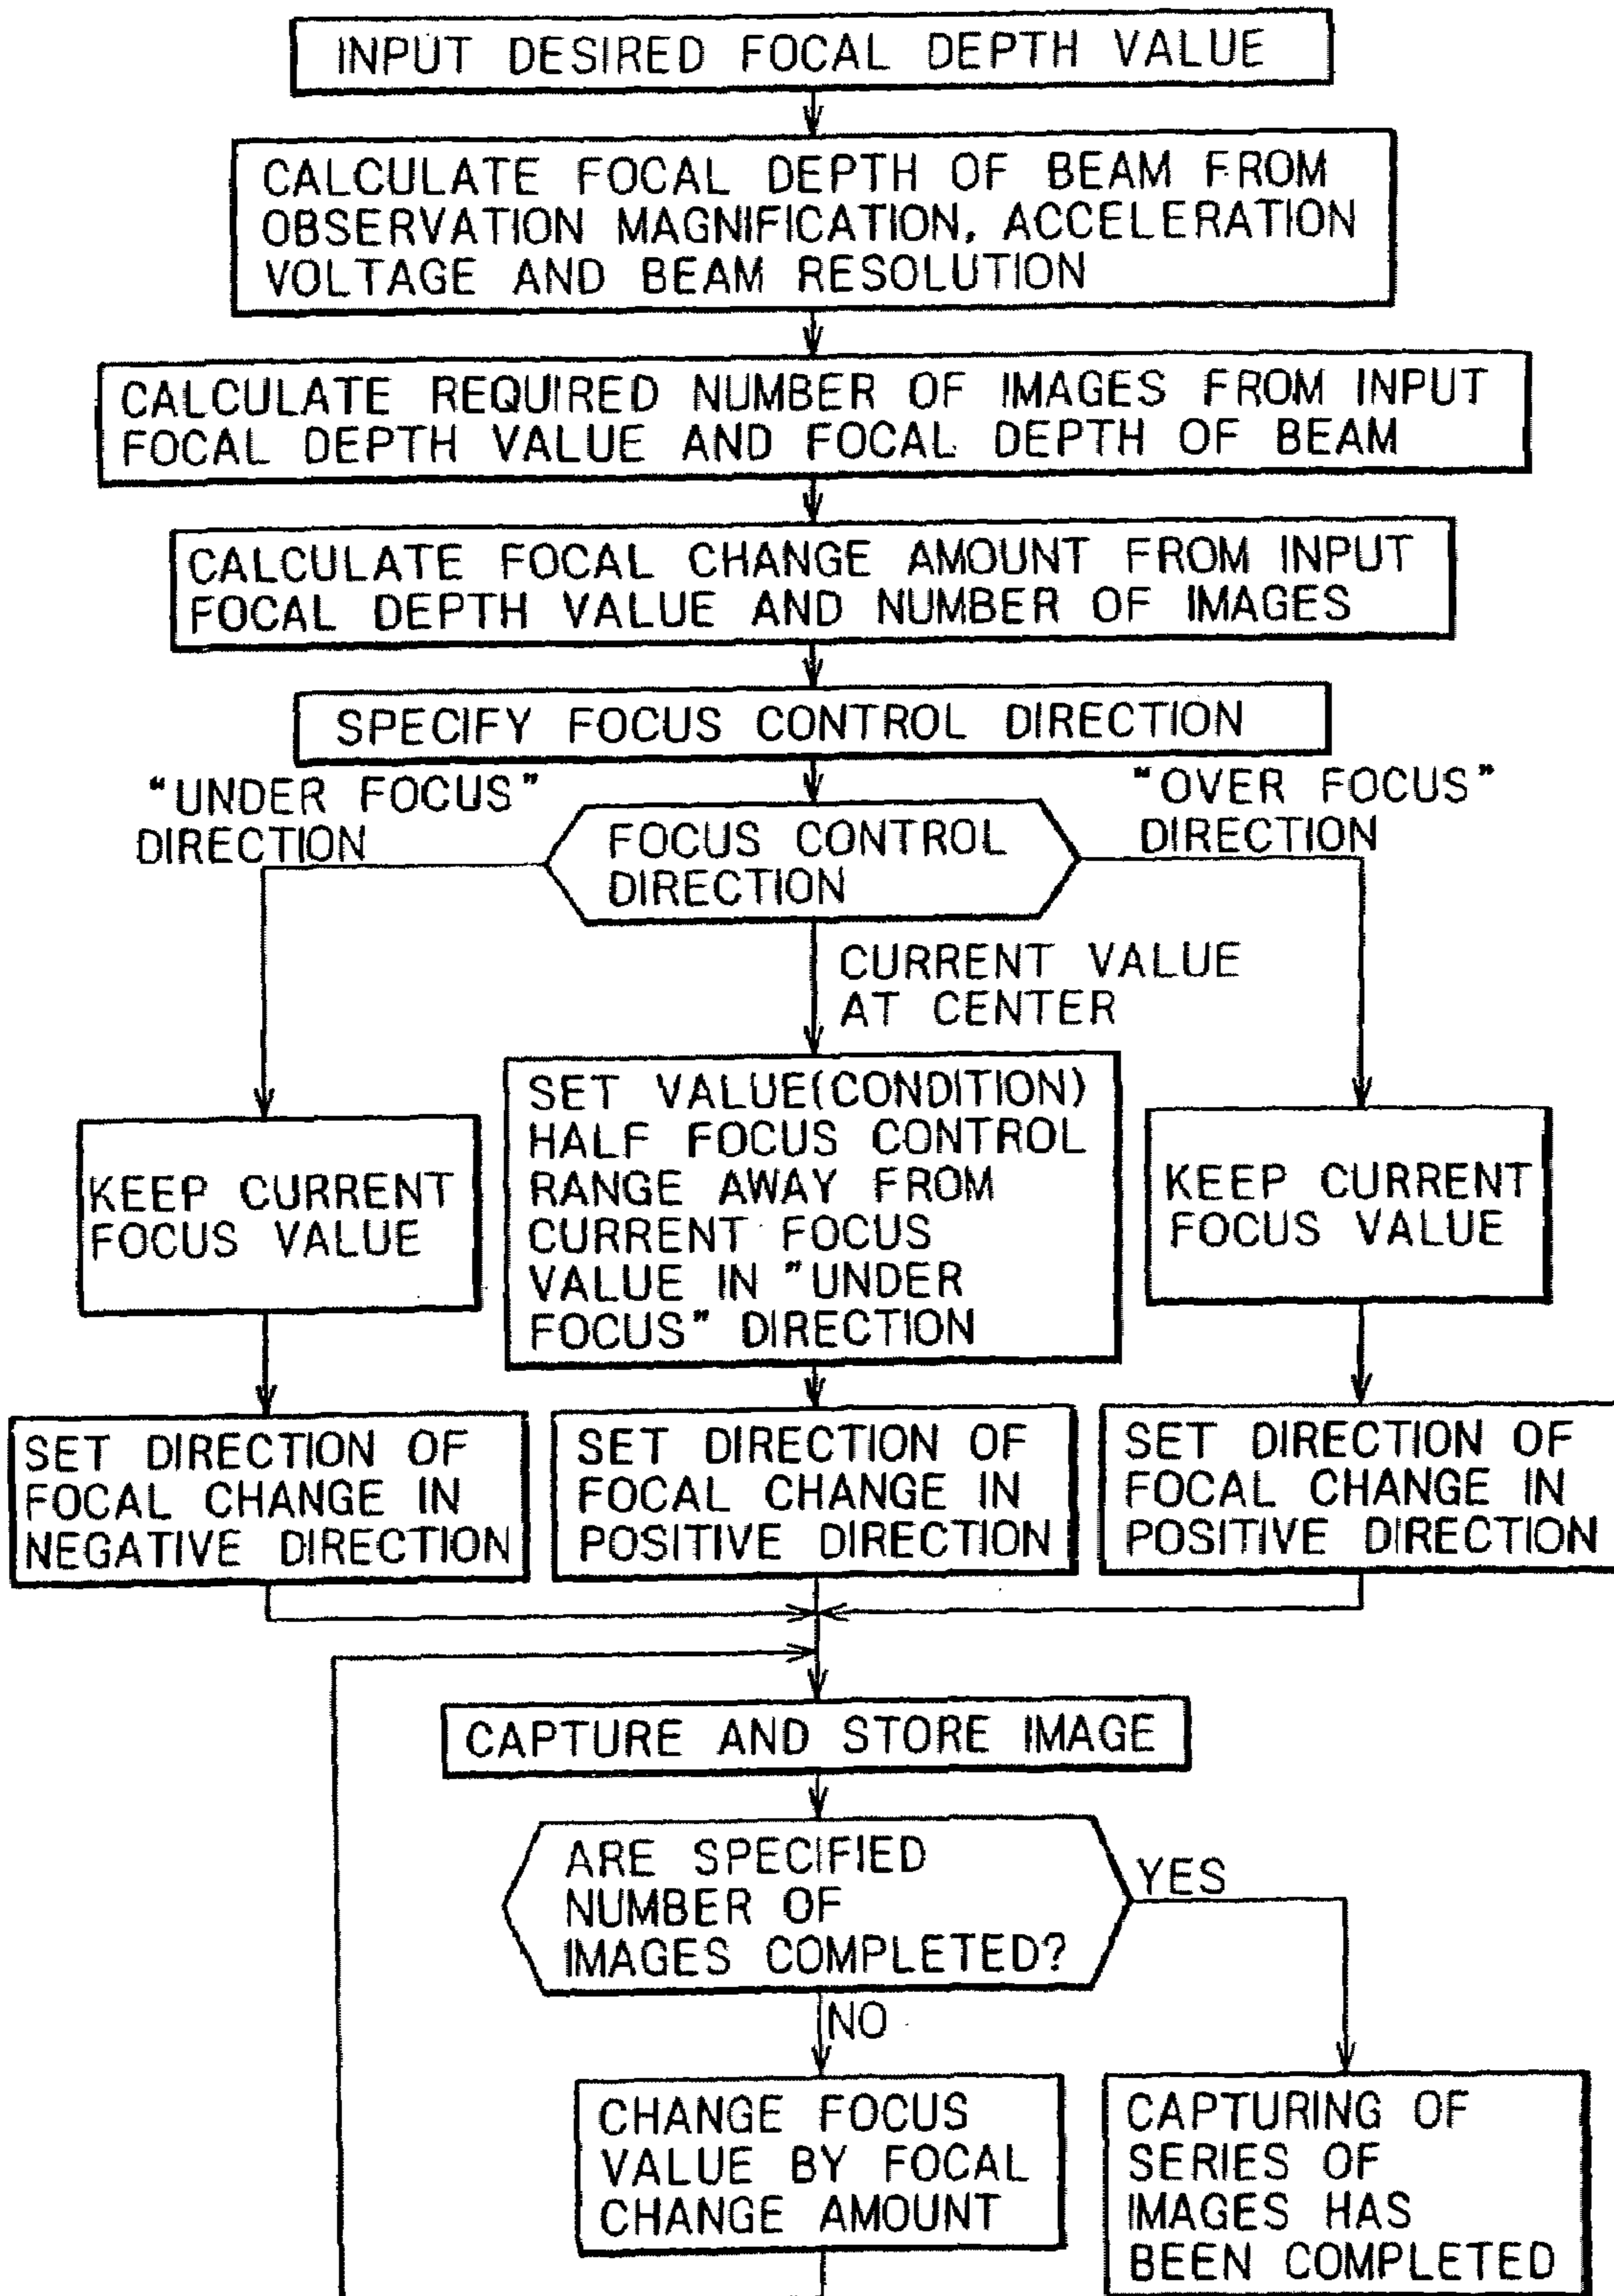 INPUT DESIRED FOCAL DEPTH VALUE
CALCULATE FOCAL DEPTH OF BEAM FROM
OBSERVATION MAGNIFICATION, ACCELERATION
VOLTAGE AND BEAM RESOLUTION
CALCULATE REQUIRED NUMBER OF IMAGES FROM INPUT
FOCAL DEPTH VALUE AND FOCAL DEPTH OF BEAM
CALCULATE FOCAL CHANGE AMOUNT FROM INPUT
FOCAL DEPTH VALUE AND NUMBER OF IMAGES
SPECIFY FOCUS CONTROL DIRECTION
"UNDER FOCUS"
DIRECTION
FOCUS CONTROL
DIRECTION
"OVER FOCUS"
DIRECTION
CURRENT VALUE
AT CENTER
KEEP CURRENT
FOCUS VALUE
SET VALUE(CONDITION)
HALF FOCUS CONTROL
RANGE AWAY FROM
CURRENT FOCUS
VALUE IN "UNDER
FOCUS" DIRECTION
KEEP CURRENT
FOCUS VALUE
SET DIRECTION OF
FOCAL CHANGE IN
NEGATIVE DIRECTION
SET DIRECTION OF
FOCAL CHANGE IN
POSITIVE DIRECTION
SET DIRECTION OF
FOCAL CHANGE IN
POSITIVE DIRECTION
CAPTURE AND STORE IMAGE
ARE SPECIFIED
NUMBER OF
IMAGES COMPLETED?
YES
NO
CHANGE FOCUS
VALUE BY FOCAL
CHANGE AMOUNT
CAPTURING OF
SERIES OF
IMAGES HAS
BEEN COMPLETED